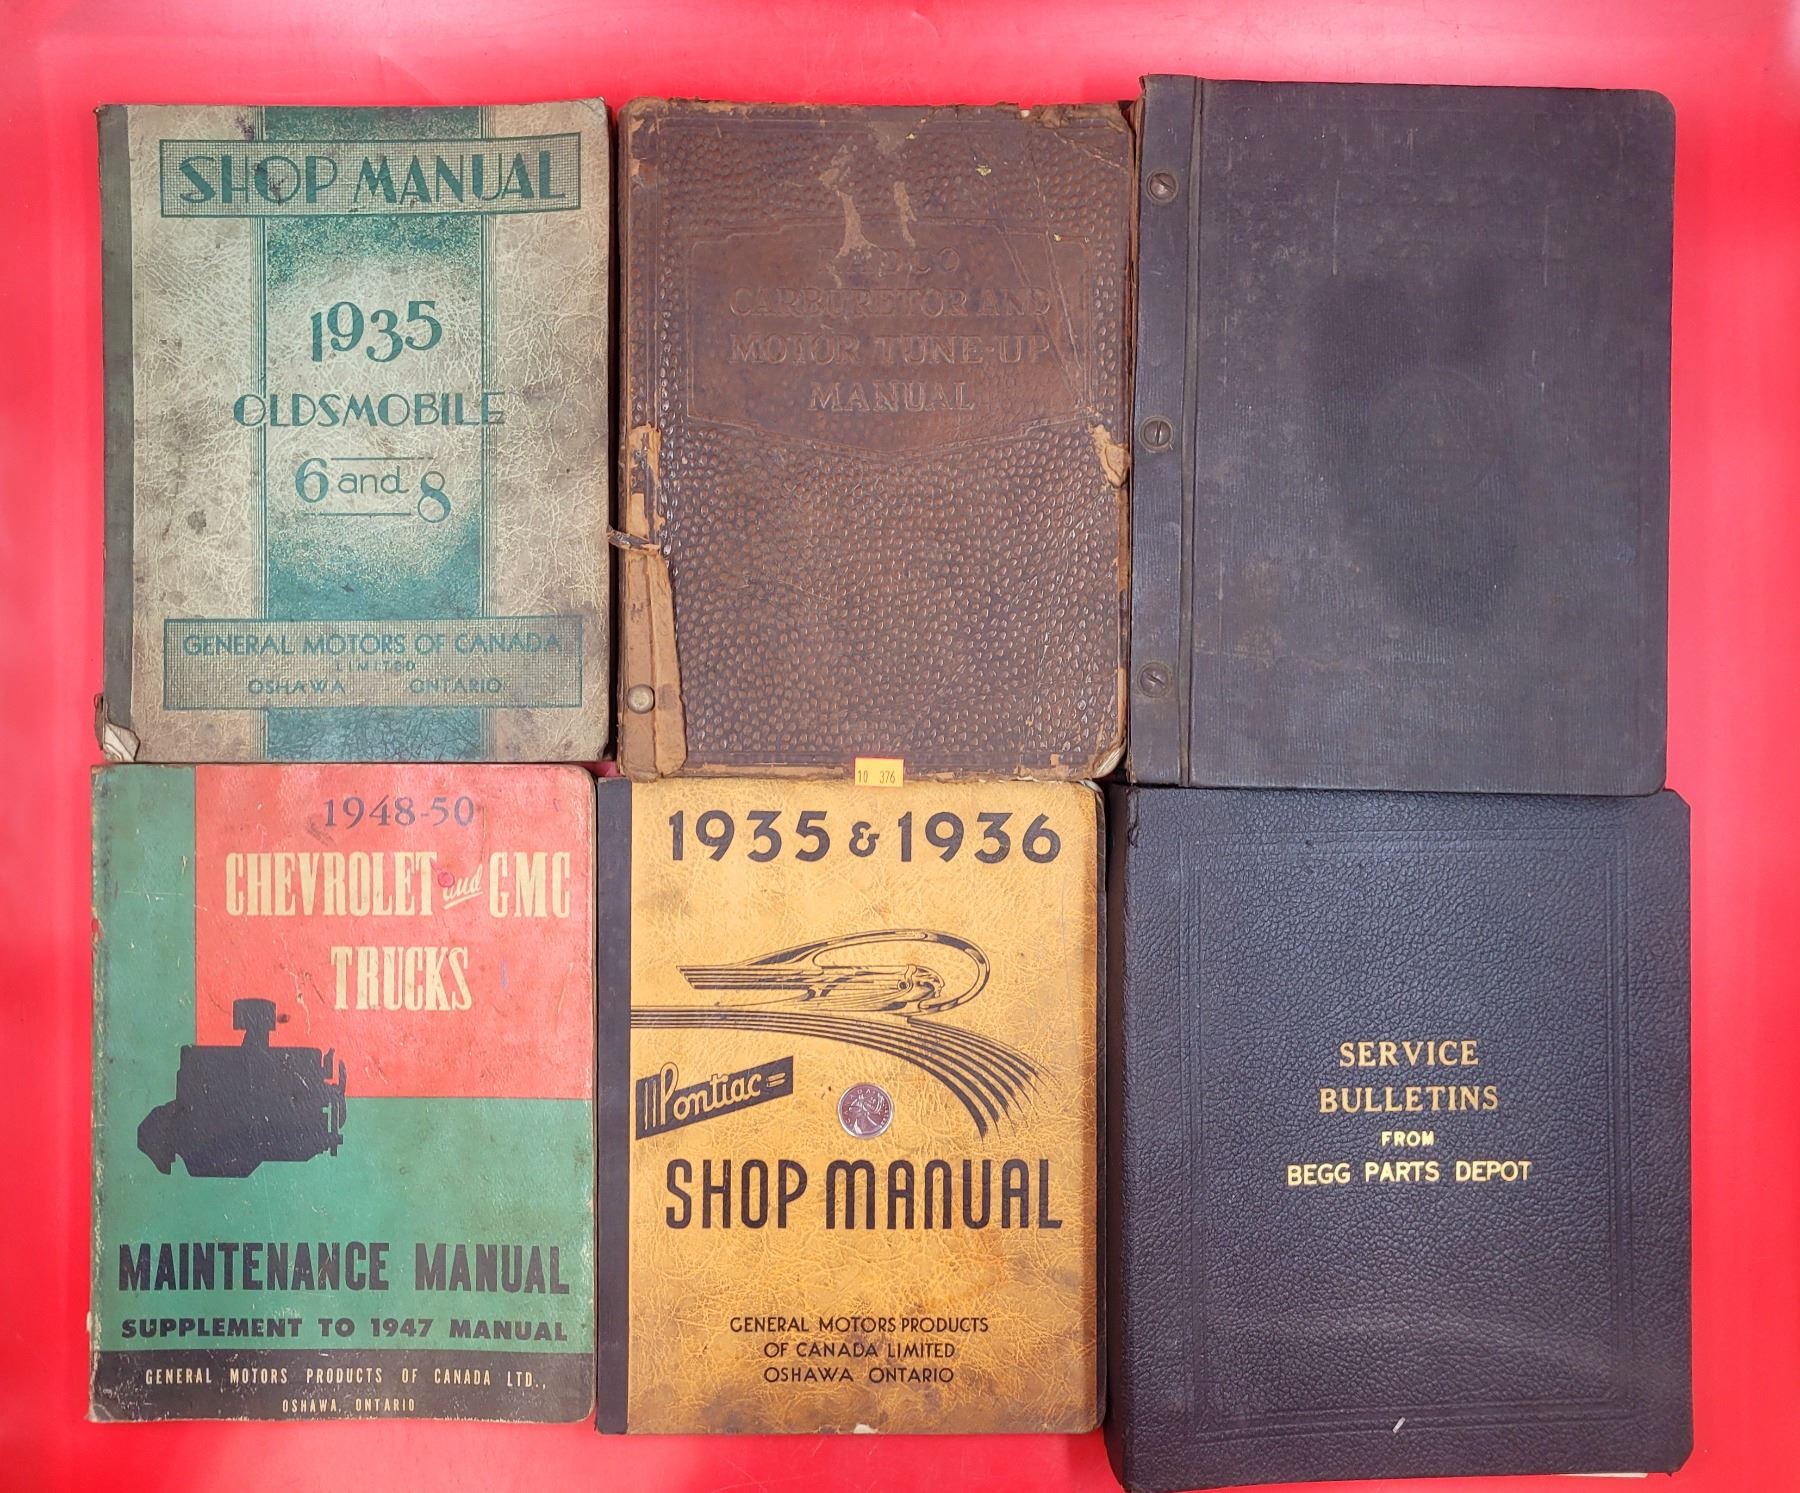 SHOP MANUAL
1935
OLDSMOBILE
6 and 8
GENERAL MOTORS OF CANADA
LIMITED
OSHAWA ONTARIO
CARBURETOR AND
MOTOR TUNE-UP
MANUAL
10 376
1948-50
CHEVROLET and GMC
TRUCKS
MAINTENANCE MANUAL
SUPPLEMENT TO 1947 MANUAL
GENERAL MOTORS PRODUCTS OF CANADA LTD.,
OSHAWA, ONTARIO
1935 & 1936
Pontiac
SHOP MANUAL
GENERAL MOTORS PRODUCTS
OF CANADA LIMITED
OSHAWA ONTARIO
SERVICE
BULLETINS
FROM
BEGG PARTS DEPOT